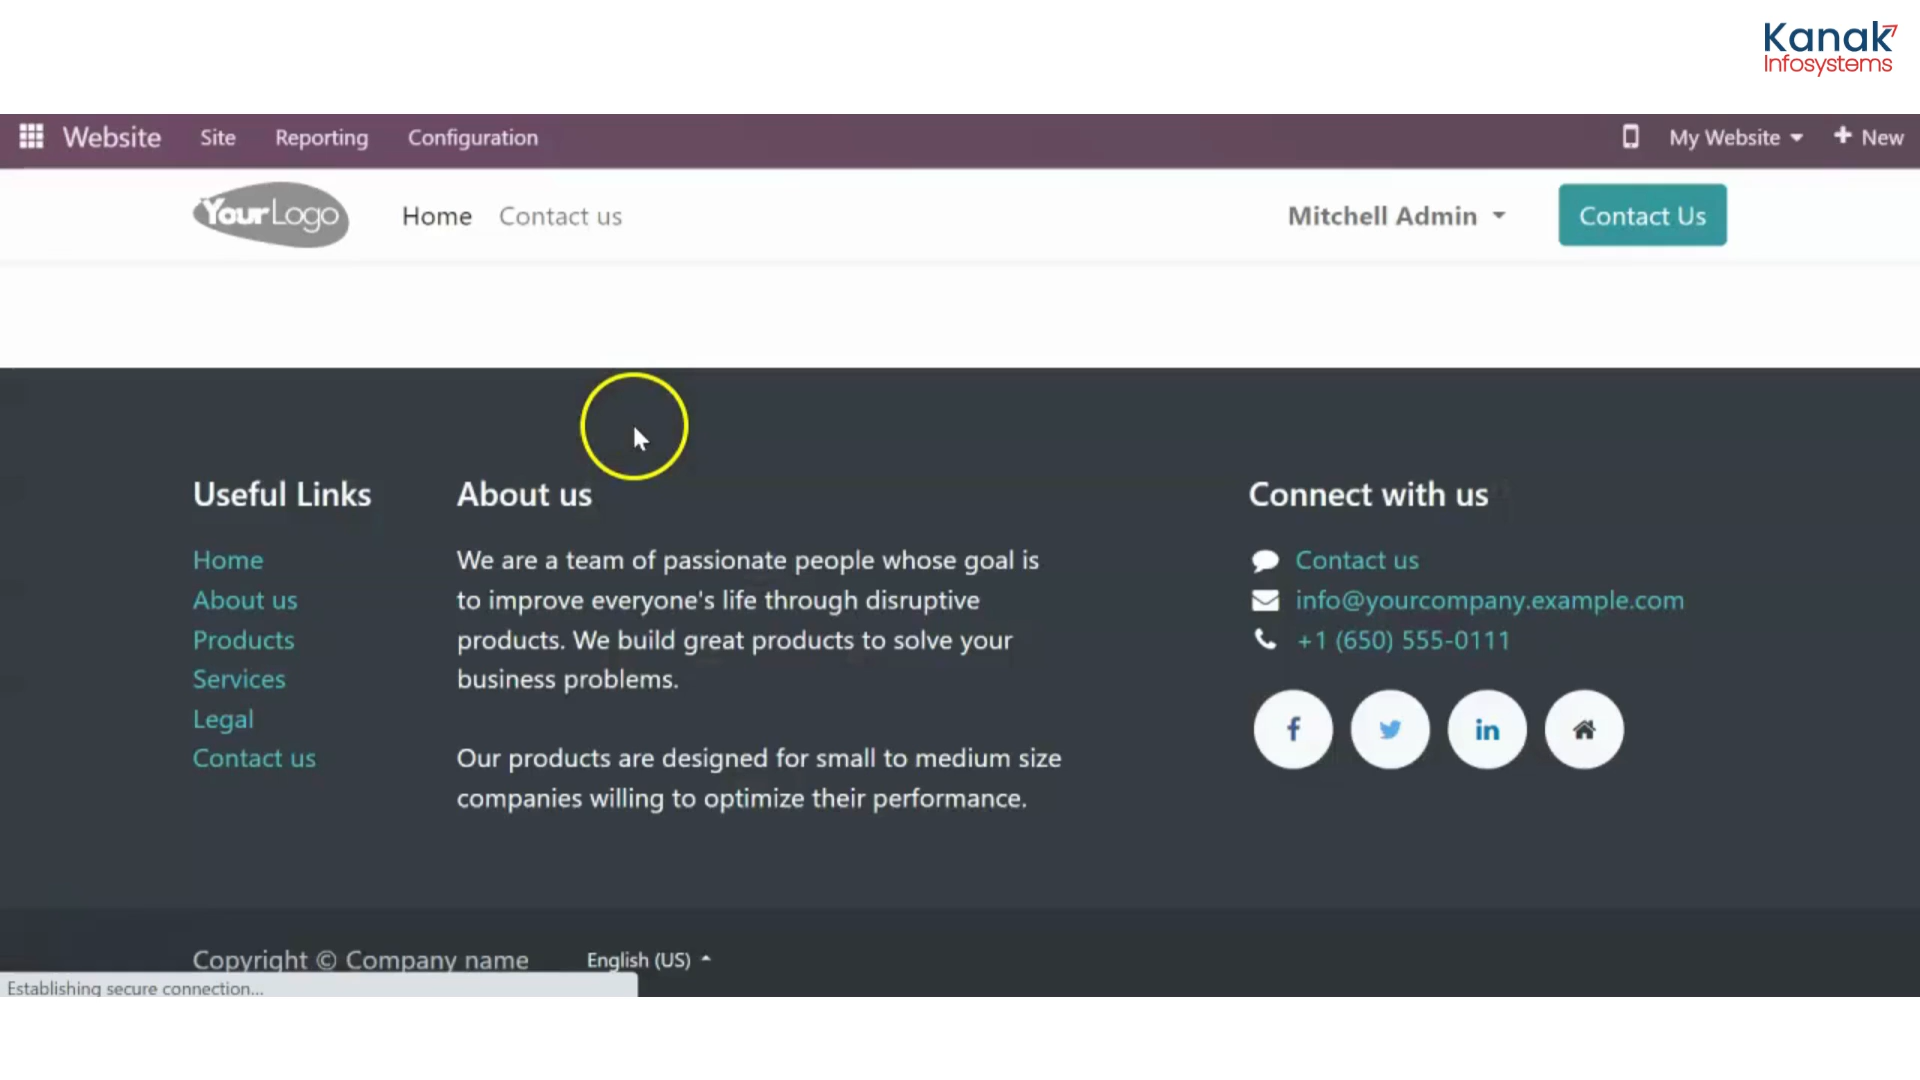 Kanak
Infosystems
Website Site Reporting Configuration My Website + New
YourLogo Home Contact us Mitchell Admin Contact Us
Useful Links
Home
About us
Products
Services
Legal
Contact us
About us
We are a team of passionate people whose goal is
to improve everyone's life through disruptive
products. We build great products to solve your
business problems.
Our products are designed for small to medium size
companies willing to optimize their performance.
Connect with us
Contact us
info@yourcompany.example.com
+1 (650) 555-0111
f
in
Copyright © Company name English (US)
Establishing secure connection...